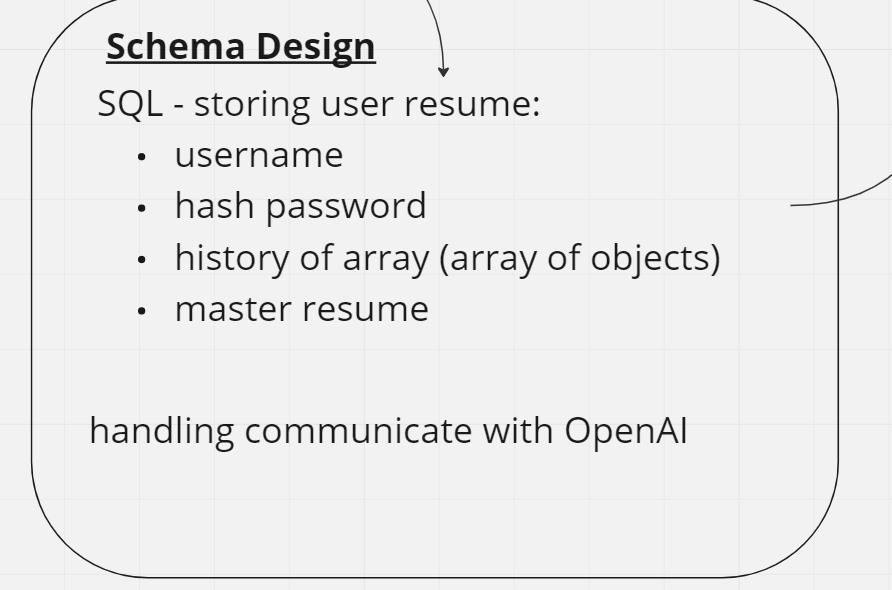 Schema Design
SQL - storing user resume:
• username
• hash password
• history of array (array of objects)
• master resume
handling communicate with OpenAI